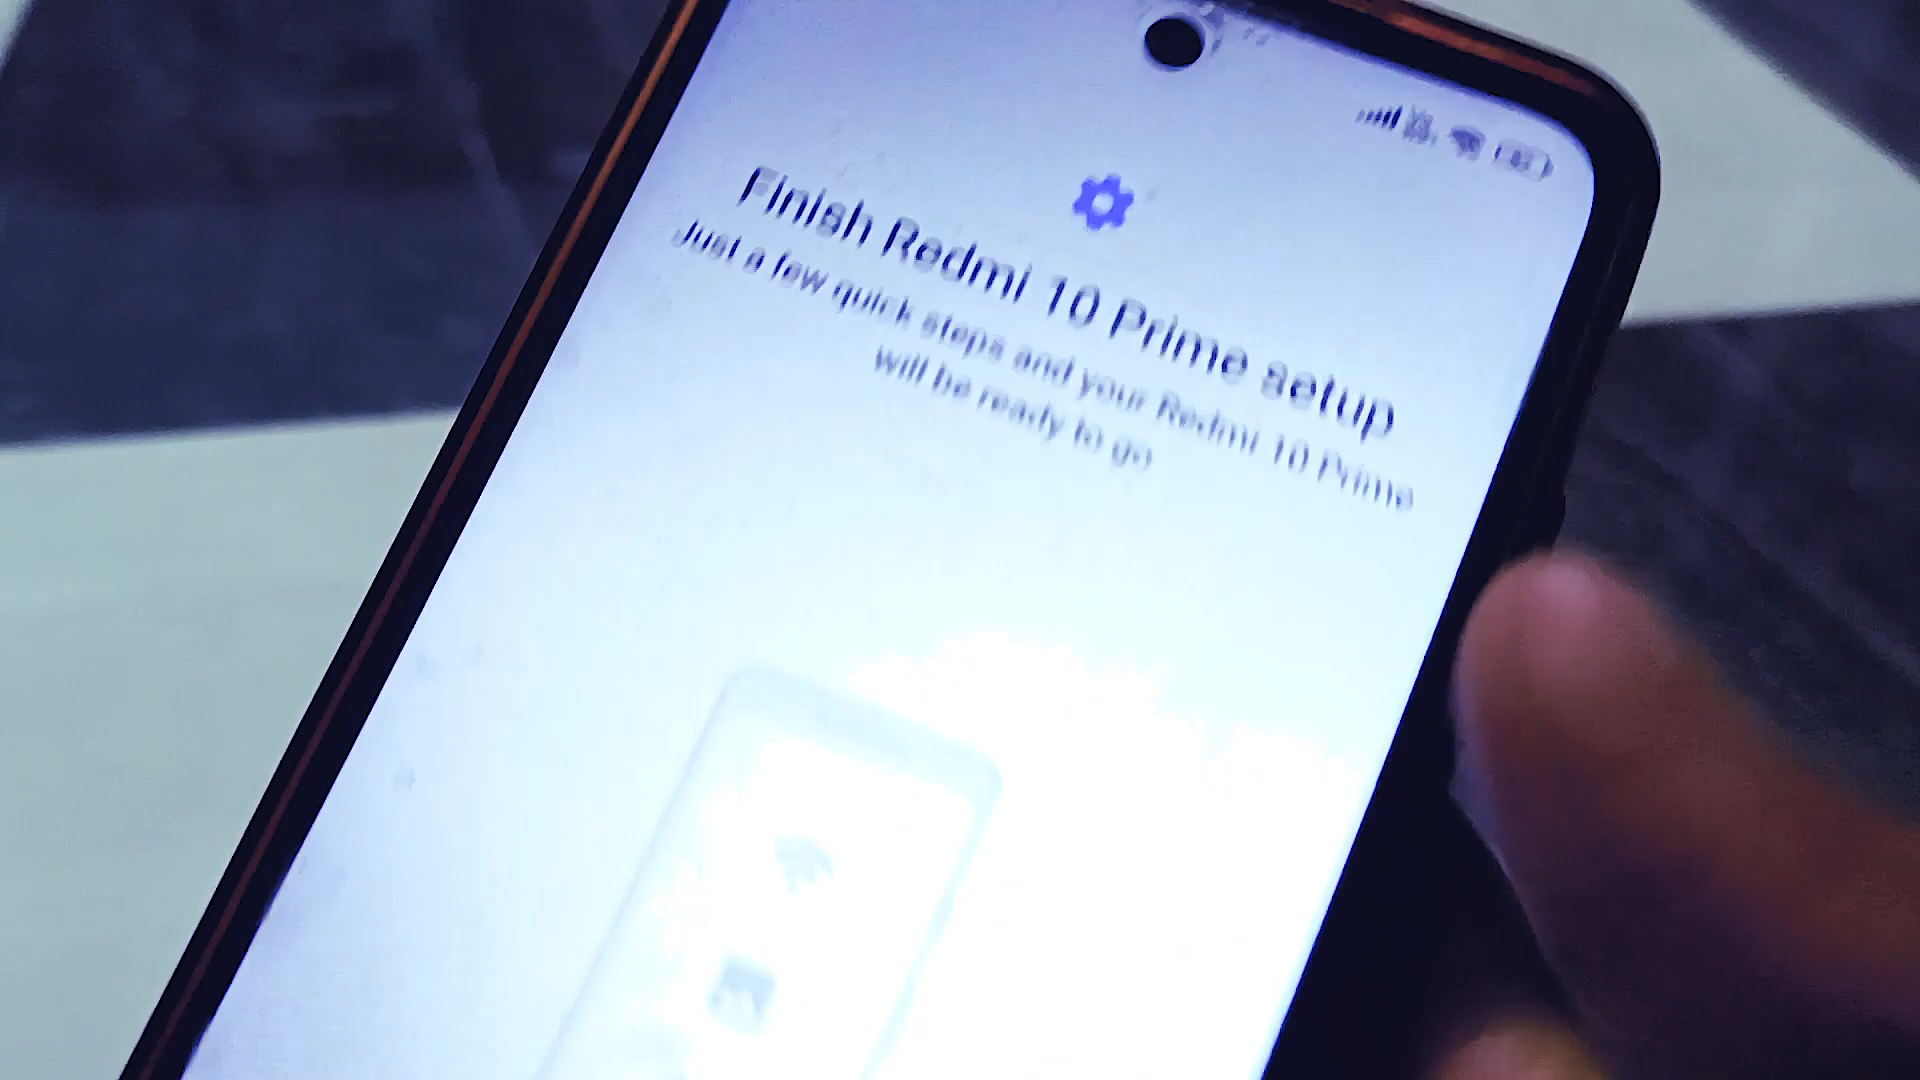 Finish Redmi 10 Prime setup
Just a few quick steps and your Redmi 10 Prime
will be ready to go